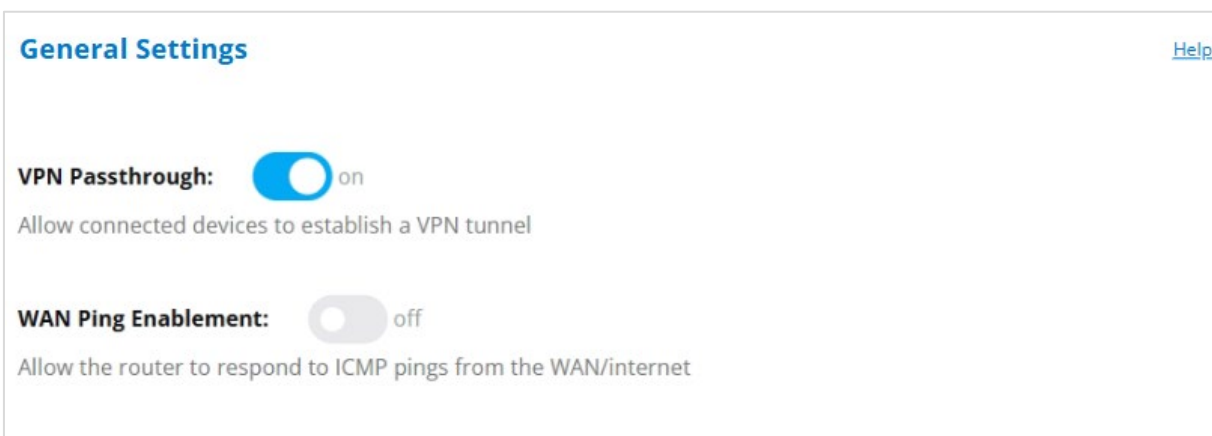 General Settings
Help
VPN Passthrough: on
Allow connected devices to establish a VPN tunnel
WAN Ping Enablement: off
Allow the router to respond to ICMP pings from the WAN/internet